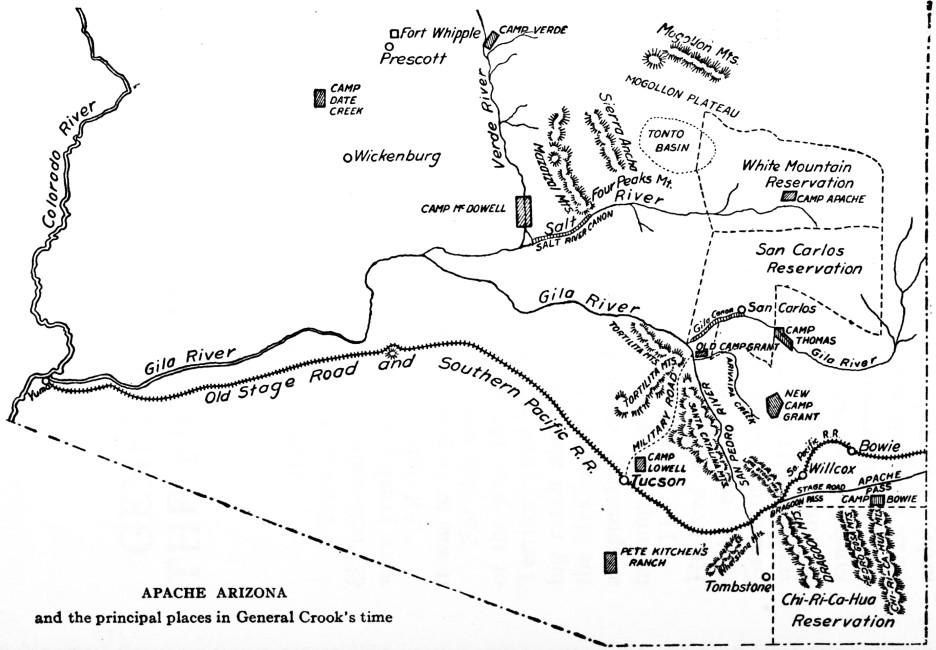 Mogollon Mts.
Fort Whipple
CAMP VERDE
Prescott
MOGOLLON PLATEAU
CAMP
DATE
CREEK
Colorado River
Verde River
Mazatzal Mts.
Sierra Ancha
TONTO
BASIN
Wickenburg
White Mountain
Reservation
CAMP APACHE
Four Peaks Mt.
CAMP McDOWELL
Salt River
SALT RIVER CANON
San Carlos
Reservation
Gila River
Gila Canon
San Carlos
CAMP
THOMAS
OLD CAMP GRANT
Gila River
TORTILITA MTS.
TORTILITA MTS.
Gila River
Yuma
Old Stage Road and Southern Pacific R.R.
MILITARY ROAD
SANTA CATALINA MTS.
SAN PEDRO RIVER
CREEK
NEW
CAMP
GRANT
CAMP
LOWELL
Tucson
So. Pacific R.R.
Bowie
Willcox
STAGE ROAD
APACHE
PASS
DRAGOON PASS
CAMP BOWIE
PETE KITCHEN'S
RANCH
Whetstone Mts.
DRAGOON MTS.
CHI-RI-CA-HUA MTS.
Tombstone
Chi-Ri-Ca-Hua
Reservation
APACHE ARIZONA
and the principal places in General Crook's time